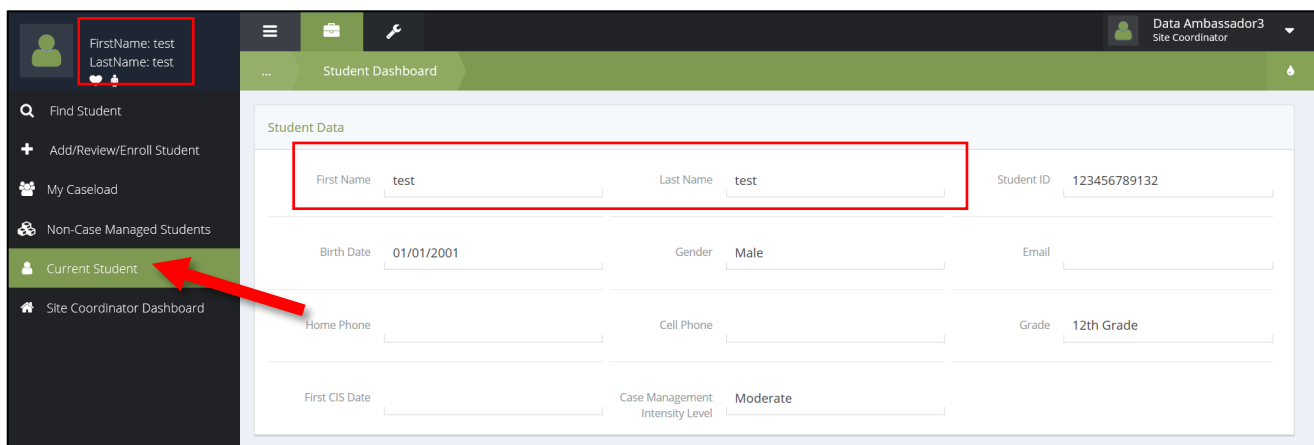 FirstName: test
LastName: test
Data Ambassador3
Site Coordinator
...
Student Dashboard
Find Student
Add/Review/Enroll Student
My Caseload
Non-Case Managed Students
Current Student
Site Coordinator Dashboard
Student Data
First Name test Last Name test Student ID 123456789132
Birth Date 01/01/2001 Gender Male Email
Home Phone Cell Phone Grade 12th Grade
First CIS Date Case Management Moderate
Intensity Level